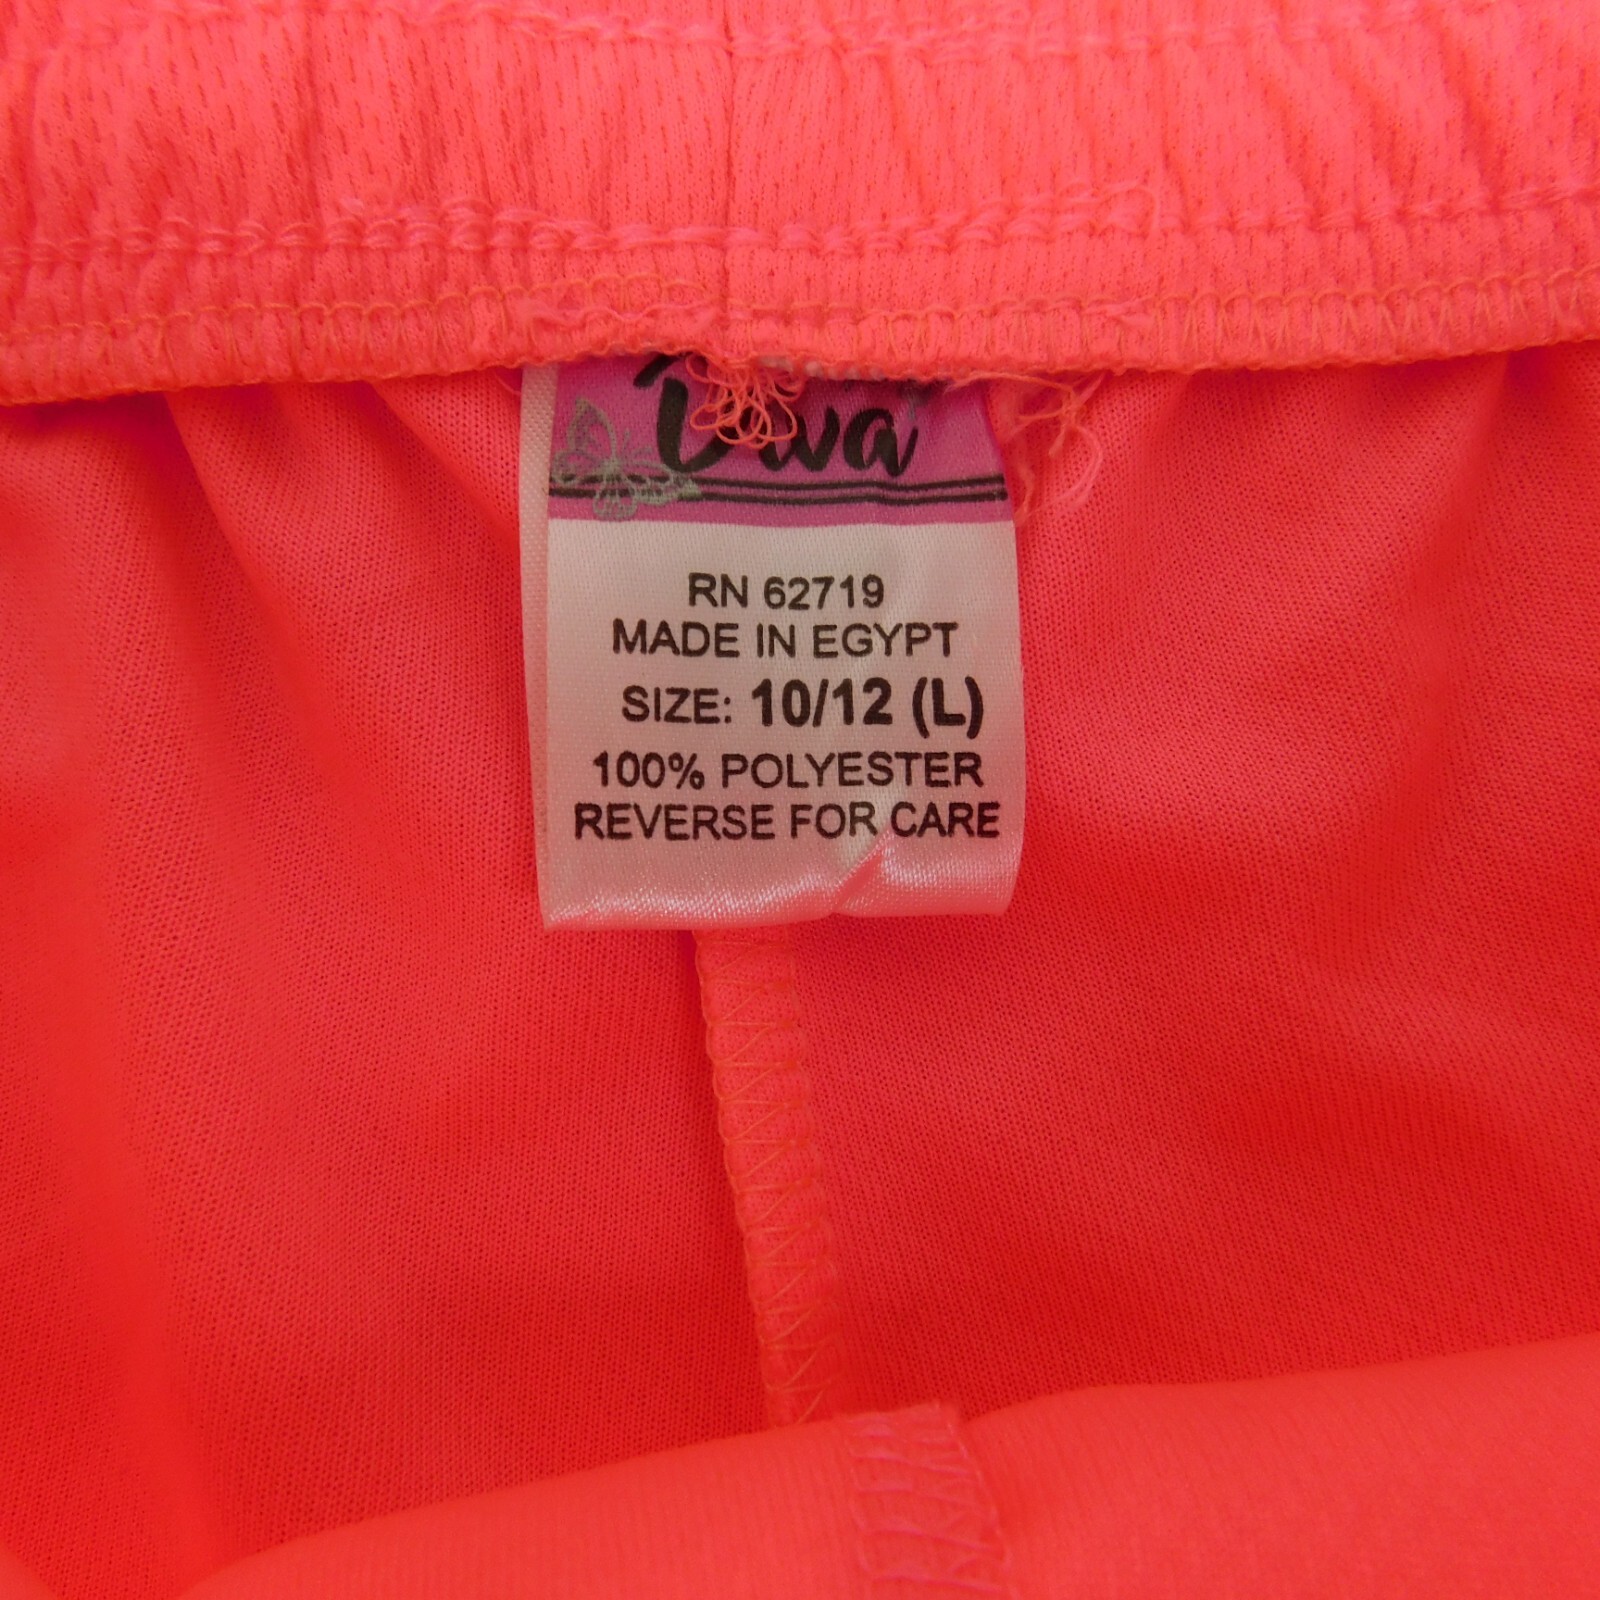 Diva
RN 62719
MADE IN EGYPT
SIZE: 10/12 (L)
100% POLYESTER
REVERSE FOR CARE